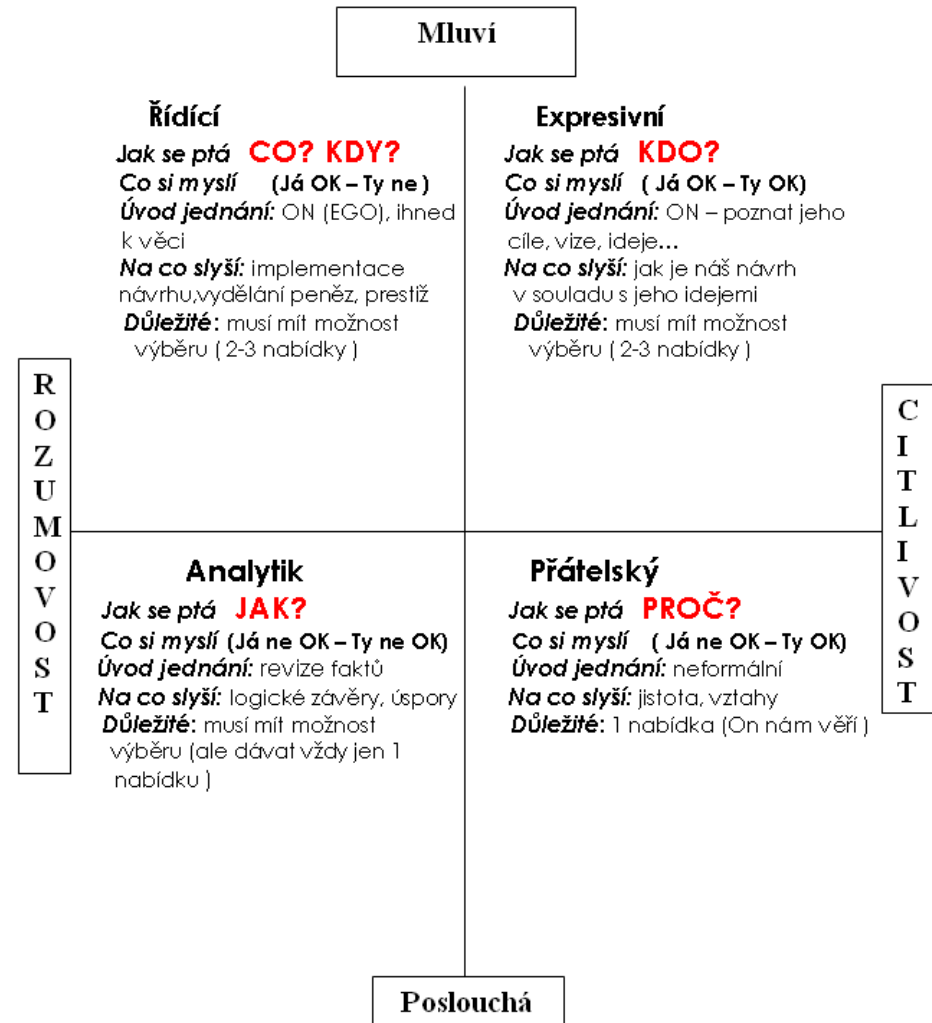 Mluví
Řídící
Jak se ptá CO? KDY?
Co si myslí (Já OK – Ty ne )
Úvod jednání: ON (EGO), ihned
k věci
Na co slyší: implementace
návrhu,vydělání peněz, prestiž
Důležité: musí mít možnost
výběru ( 2-3 nabídky )
Expresivní
Jak se ptá KDO?
Co si myslí ( Já OK – Ty OK)
Úvod jednání: ON – poznat jeho
cíle, vize, ideje…
Na co slyší: jak je náš návrh
v souladu s jeho idejemi
Důležité: musí mít možnost
výběru ( 2-3 nabídky )
R
O
Z
U
M
O
V
O
S
T
C
I
T
L
I
V
O
S
T
Analytik
Jak se ptá JAK?
Co si myslí (Já ne OK – Ty ne OK)
Úvod jednání: revize faktů
Na co slyší: logické závěry, úspory
Důležité: musí mít možnost
výběru (ale dávat vždy jen 1
nabídku )
Přátelský
Jak se ptá PROČ?
Co si myslí ( Já ne OK – Ty OK)
Úvod jednání: neformální
Na co slyší: jistota, vztahy
Důležité: 1 nabídka (On nám věří )
Poslouchá